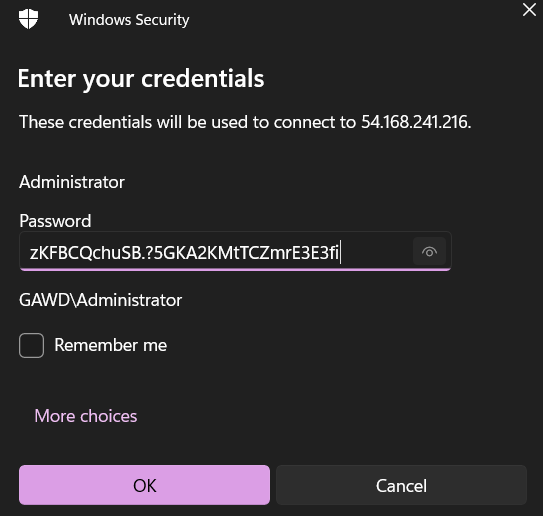 Windows Security
Enter your credentials
These credentials will be used to connect to 54.168.241.216.
Administrator
Password
zKFBCQchuSB.?5GKA2KMtTCZmrE3E3fi
GAWD\Administrator
Remember me
More choices
OK
Cancel